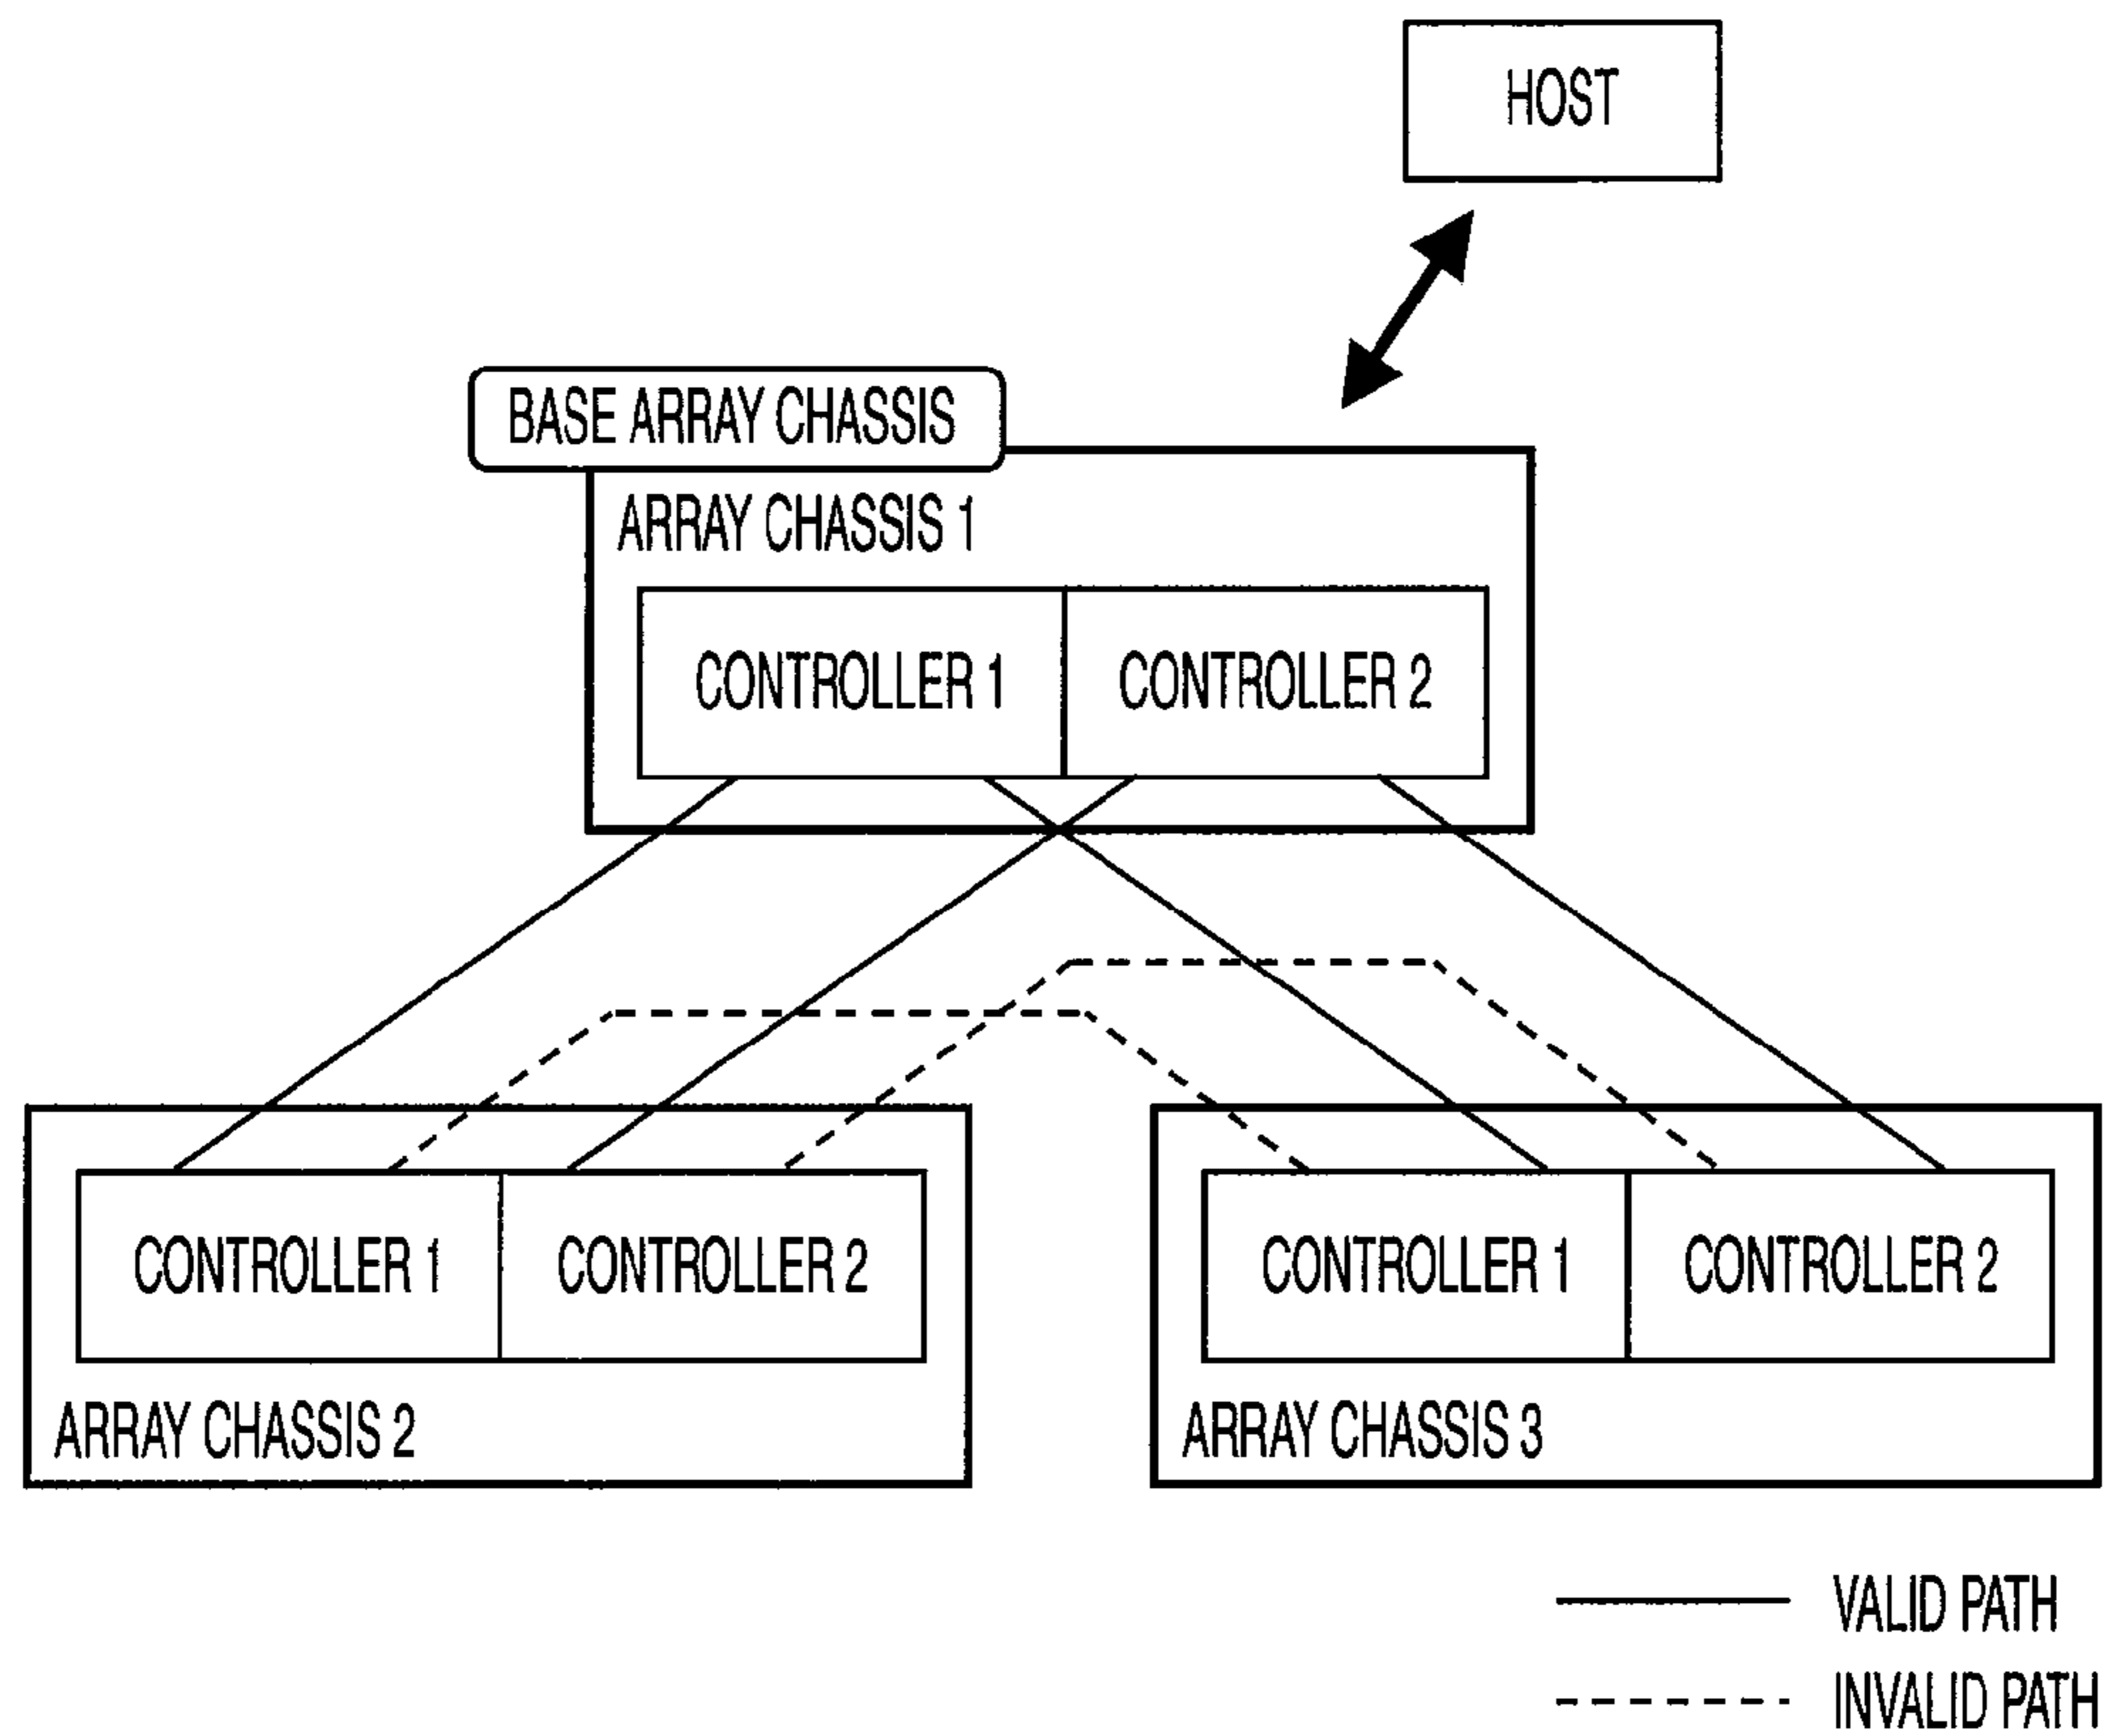 HOST
BASE ARRAY CHASSIS
ARRAY CHASSIS 1
CONTROLLER 1
CONTROLLER 2
CONTROLLER 1
CONTROLLER 2
CONTROLLER 1
CONTROLLER 2
ARRAY CHASSIS 2
ARRAY CHASSIS 3
VALID PATH
INVALID PATH